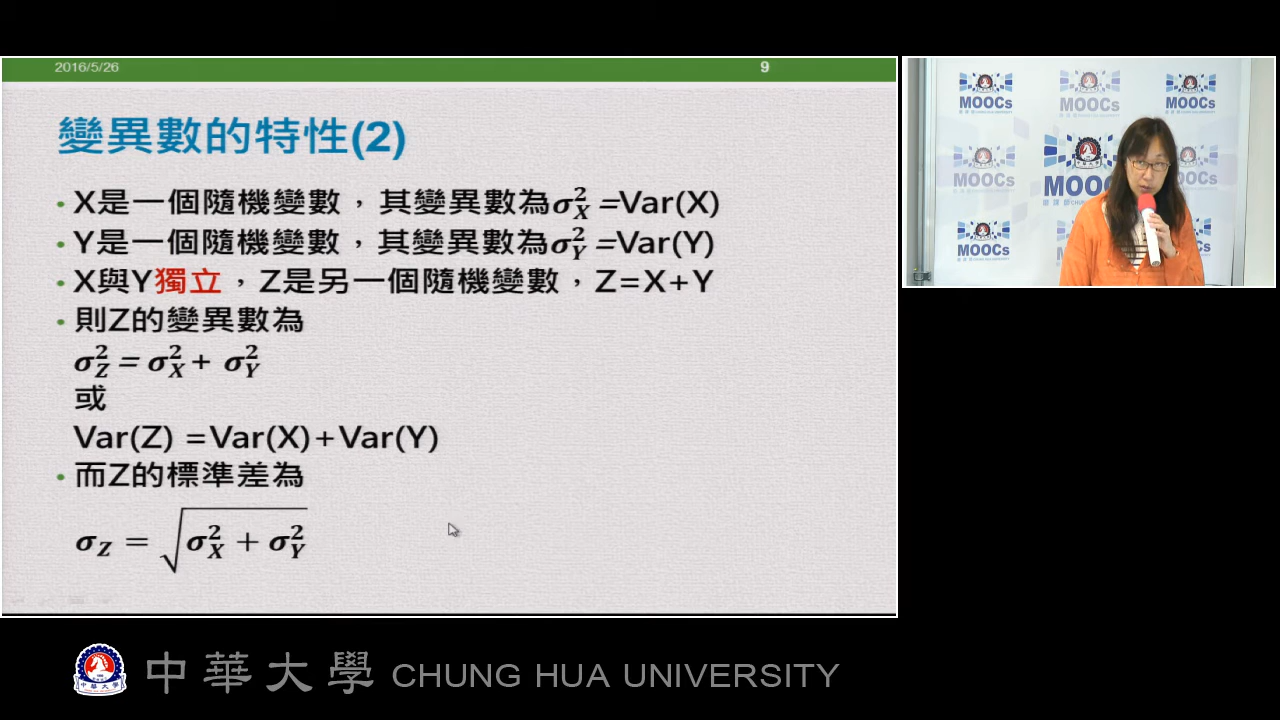 2016/5/26
9
變異數的特性(2)
• X是一個隨機變數，其變異數為σ²_X =Var(X)
• Y是一個隨機變數，其變異數為σ²_Y =Var(Y)
• X與Y獨立，Z是另一個隨機變數，Z=X+Y
• 則Z的變異數為
σ²_Z = σ²_X + σ²_Y
或
Var(Z) =Var(X)+Var(Y)
• 而Z的標準差為
σ_Z = √(σ²_X + σ²_Y)
MOOCs
MOOCs
MOOCs
MOOCs
MOOCs
MOOCs
中華大學 CHUNG HUA UNIVERSITY